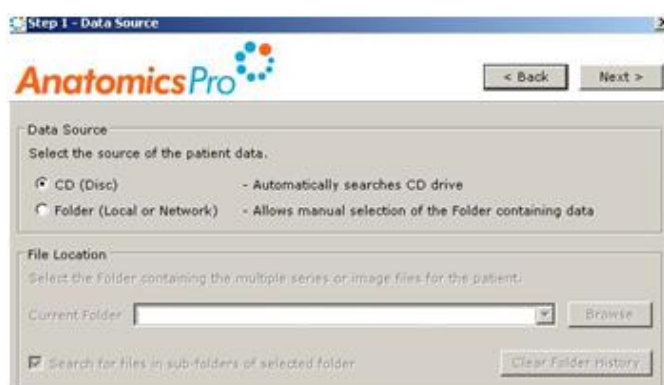 Step 1 - Data Source
AnatomicsPro
< Back
Next >
Data Source
Select the source of the patient data.
CD (Disc) - Automatically searches CD drive
Folder (Local or Network) - Allows manual selection of the Folder containing data
File Location
Select the Folder containing the multiple series or image files for the patient.
Current Folder
Browse
Search for files in sub-folders of selected folder
Clear Folder History